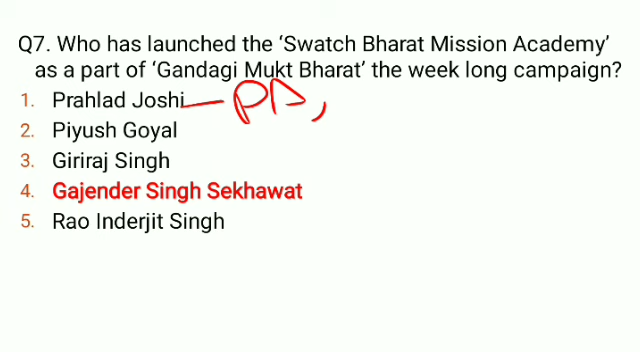 Q7. Who has launched the ‘Swatch Bharat Mission Academy’
as a part of ‘Gandagi Mukt Bharat’ the week long campaign?
1. Prahlad Joshi
2. Piyush Goyal
3. Giriraj Singh
4. Gajender Singh Sekhawat
5. Rao Inderjit Singh